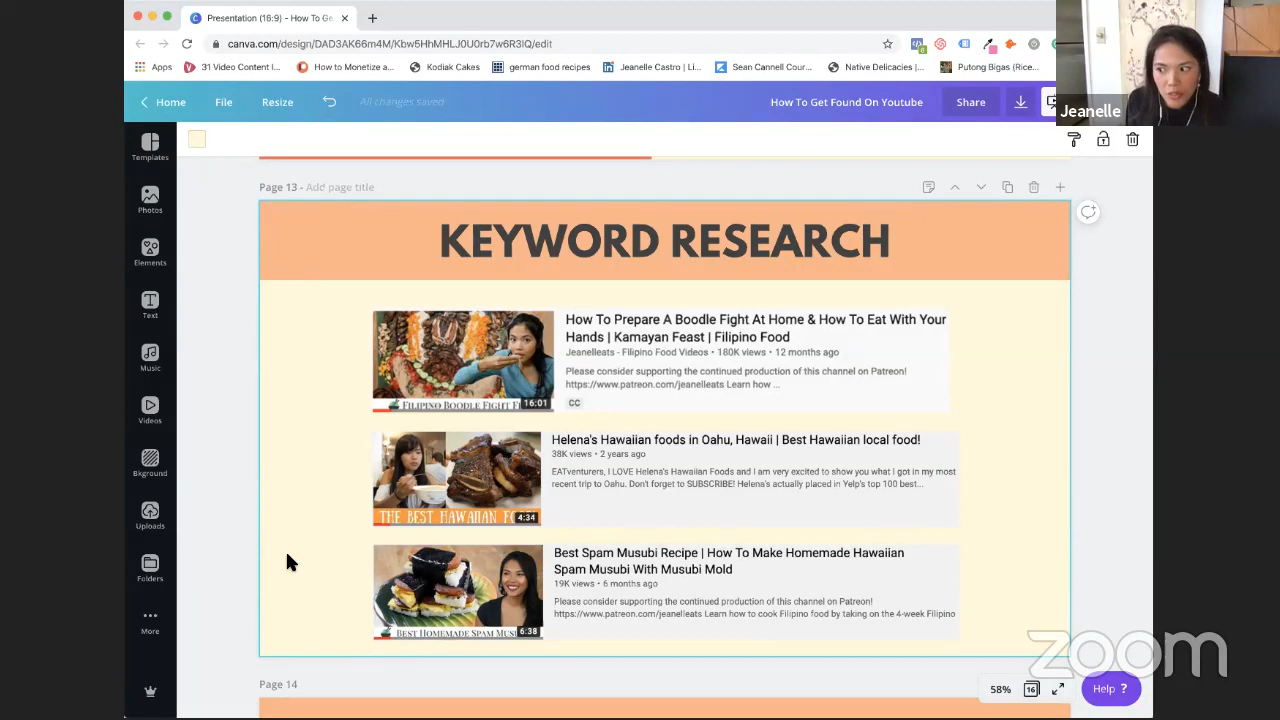 Presentation (16:9) - How To Ge
canva.com/design/DAD3AK66m4M/Kbw5HhMHLJ0U0rb7w6R3IQ/edit
Apps
31 Video Content I...
How to Monetize a...
Kodiak Cakes
german food recipes
Jeanelle Castro | Li...
Sean Cannell Cour...
Native Delicacies |...
Putong Bigas (Rice...
Jeanelle
Home
File
Resize
All changes saved
How To Get Found On Youtube
Share
Templates
Photos
Elements
Text
Music
Videos
Bkground
Uploads
Folders
More
Page 13 - Add page title
KEYWORD RESEARCH
How To Prepare A Boodle Fight At Home & How To Eat With Your
Hands | Kamayan Feast | Filipino Food
Jeanelleats - Filipino Food Videos • 180K views • 12 months ago
Please consider supporting the continued production of this channel on Patreon!
https://www.patreon.com/jeanelleats Learn how ...
CC
FILIPINO BOODLE FIGHT F
16:01
Helena's Hawaiian foods in Oahu, Hawaii | Best Hawaiian local food!
38K views • 2 years ago
EATventurers, I LOVE Helena's Hawaiian Foods and I am very excited to show you what I got in my most
recent trip to Oahu. Don't forget to SUBSCRIBE! Helena's actually placed in Yelp's top 100 best...
THE BEST HAWAIIAN FO
4:34
Best Spam Musubi Recipe | How To Make Homemade Hawaiian
Spam Musubi With Musubi Mold
19K views • 6 months ago
Please consider supporting the continued production of this channel on Patreon!
https://www.patreon.com/jeanelleats Learn how to cook Filipino food by taking on the 4-week Filipino
BEST HOMEMADE SPAM MUSU
6:38
Page 14
58%
16
Help ?
zoom